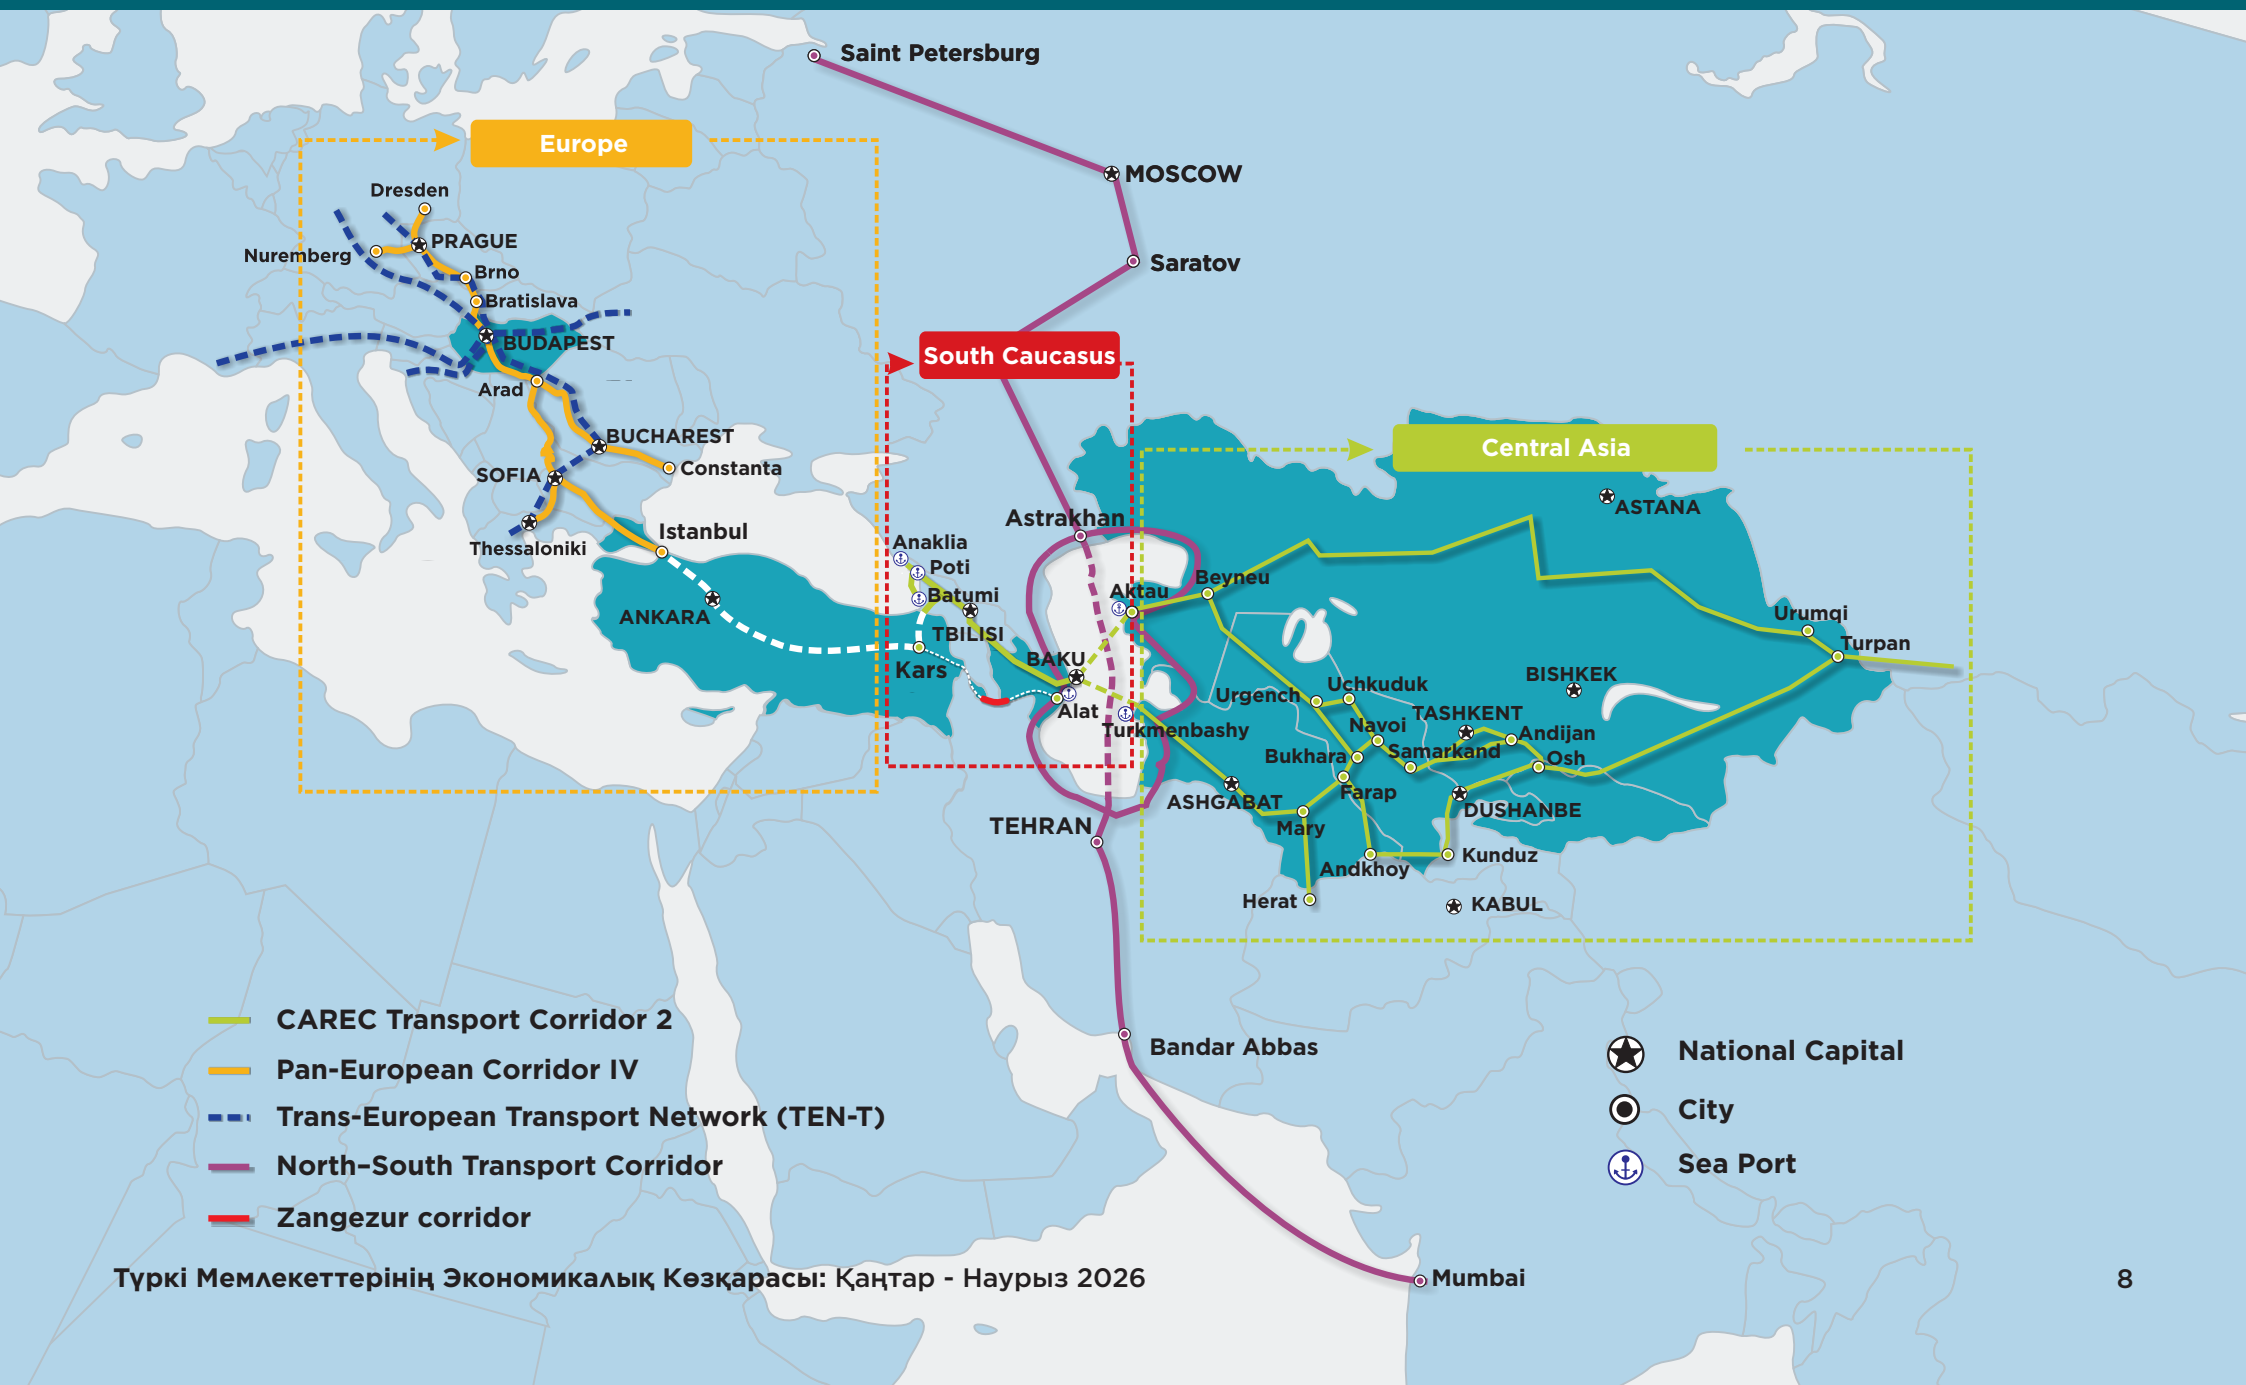 Saint Petersburg
Europe
MOSCOW
Dresden
PRAGUE
Nuremberg
Saratov
Brno
Bratislava
BUDAPEST
South Caucasus
Arad
BUCHAREST
Central Asia
Constanta
SOFIA
ASTANA
Astrakhan
Istanbul
Thessaloniki
Anaklia
Poti
Beyneu
Aktau
Batumi
ANKARA
Urumqi
TBILISI
Turpan
BAKU
Kars
BISHKEK
Uchkuduk
Urgench
Alat
TASHKENT
Navoi
Turkmenbashy
Andijan
Samarkand
Bukhara
Osh
Farap
ASHGABAT
DUSHANBE
TEHRAN
Mary
Kunduz
Andkhoy
Herat
KABUL
CAREC Transport Corridor 2
Pan-European Corridor IV
Trans-European Transport Network (TEN-T)
North–South Transport Corridor
Zangezur corridor
Bandar Abbas
National Capital
City
Sea Port
Mumbai
Түркі Мемлекеттерінің Экономикалық Көзқарасы: Қаңтар - Наурыз 2026
8